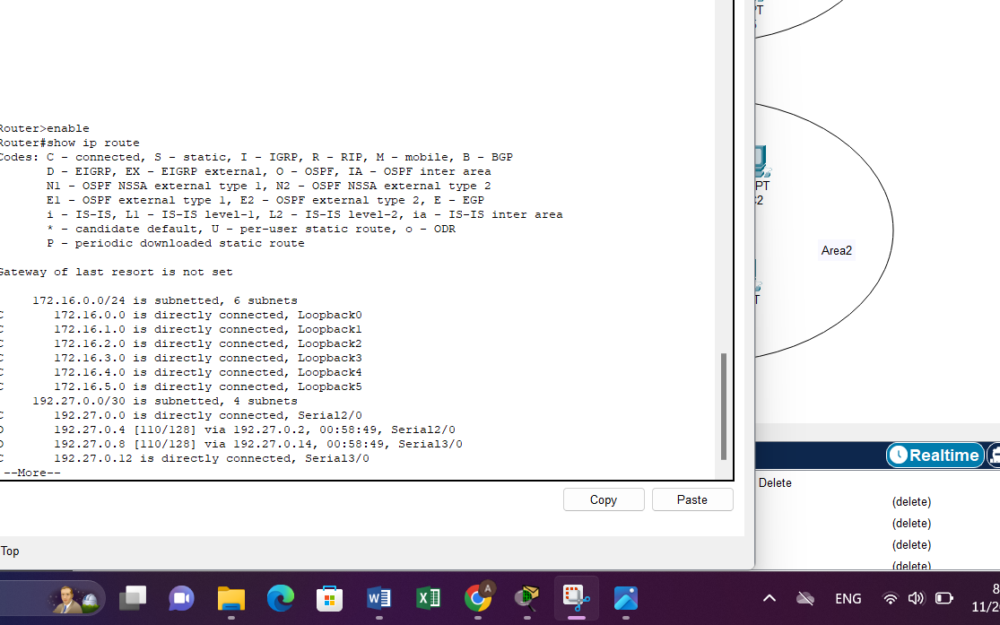 Router>enable
Router#show ip route
Codes: C - connected, S - static, I - IGRP, R - RIP, M - mobile, B - BGP
D - EIGRP, EX - EIGRP external, O - OSPF, IA - OSPF inter area
N1 - OSPF NSSA external type 1, N2 - OSPF NSSA external type 2
E1 - OSPF external type 1, E2 - OSPF external type 2, E - EGP
i - IS-IS, L1 - IS-IS level-1, L2 - IS-IS level-2, ia - IS-IS inter area
* - candidate default, U - per-user static route, o - ODR
P - periodic downloaded static route
Gateway of last resort is not set
172.16.0.0/24 is subnetted, 6 subnets
C 172.16.0.0 is directly connected, Loopback0
C 172.16.1.0 is directly connected, Loopback1
C 172.16.2.0 is directly connected, Loopback2
C 172.16.3.0 is directly connected, Loopback3
C 172.16.4.0 is directly connected, Loopback4
C 172.16.5.0 is directly connected, Loopback5
192.27.0.0/30 is subnetted, 4 subnets
C 192.27.0.0 is directly connected, Serial2/0
O 192.27.0.4 [110/128] via 192.27.0.2, 00:58:49, Serial2/0
O 192.27.0.8 [110/128] via 192.27.0.14, 00:58:49, Serial3/0
C 192.27.0.12 is directly connected, Serial3/0
--More--
Copy
Paste
Top
PT
Area2
Realtime
Delete
(delete)
(delete)
(delete)
(delete)
A
ENG